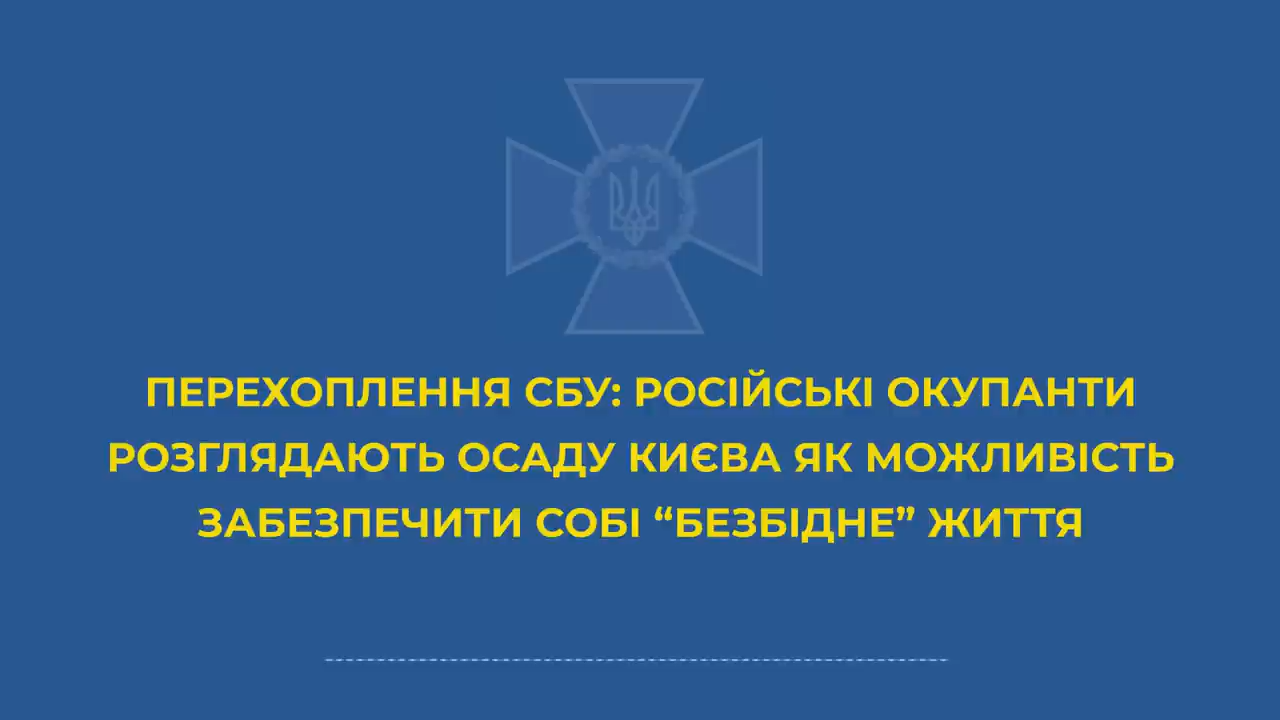 ПЕРЕХОПЛЕННЯ СБУ: РОСІЙСЬКІ ОКУПАНТИ
РОЗГЛЯДАЮТЬ ОСАДУ КИЄВА ЯК МОЖЛИВІСТЬ
ЗАБЕЗПЕЧИТИ СОБІ “БЕЗБІДНЕ” ЖИТТЯ